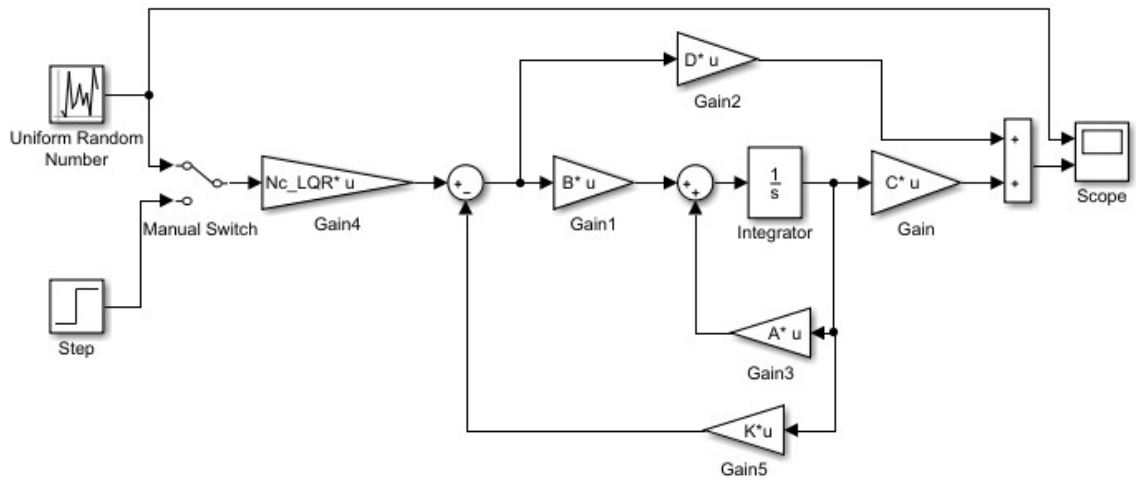 D* u
Gain2
Uniform Random
Number
+
Scope
Nc_LQR* u
Gain4
+
−
B* u
Gain1
+
+
1
s
Integrator
C* u
Gain
+
Manual Switch
Step
A* u
Gain3
K*u
Gain5